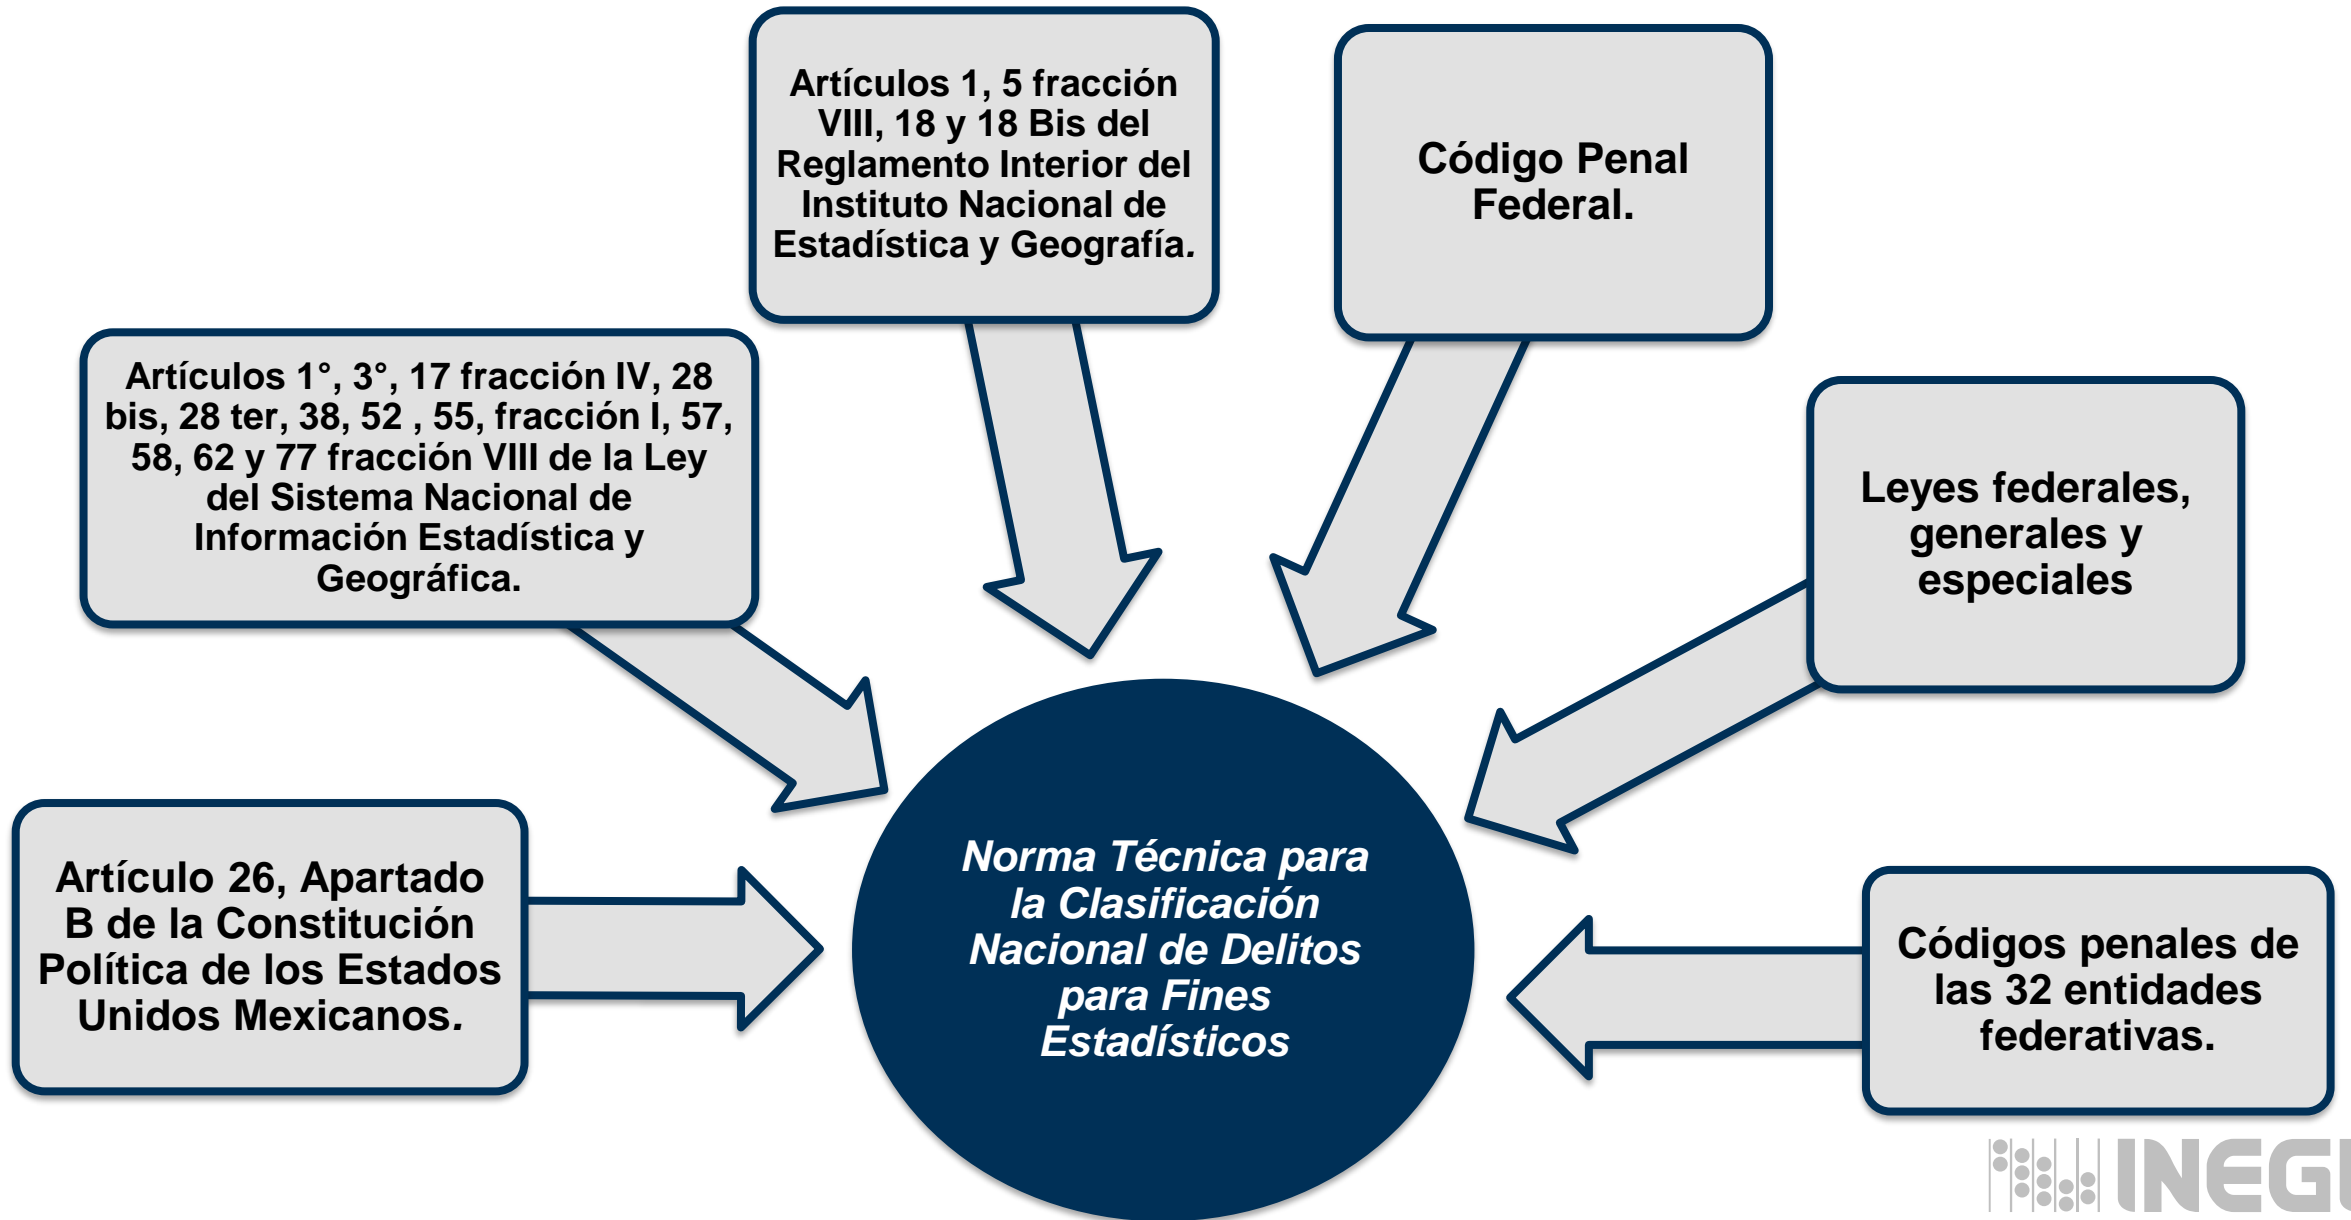 Artículos 1, 5 fracción
VIII, 18 y 18 Bis del
Reglamento Interior del
Instituto Nacional de
Estadística y Geografía.
Código Penal
Federal.
Artículos 1°, 3°, 17 fracción IV, 28
bis, 28 ter, 38, 52 , 55, fracción I, 57,
58, 62 y 77 fracción VIII de la Ley
del Sistema Nacional de
Información Estadística y
Geográfica.
Leyes federales,
generales y
especiales
Artículo 26, Apartado
B de la Constitución
Política de los Estados
Unidos Mexicanos.
Norma Técnica para
la Clasificación
Nacional de Delitos
para Fines
Estadísticos
Códigos penales de
las 32 entidades
federativas.
INEGI